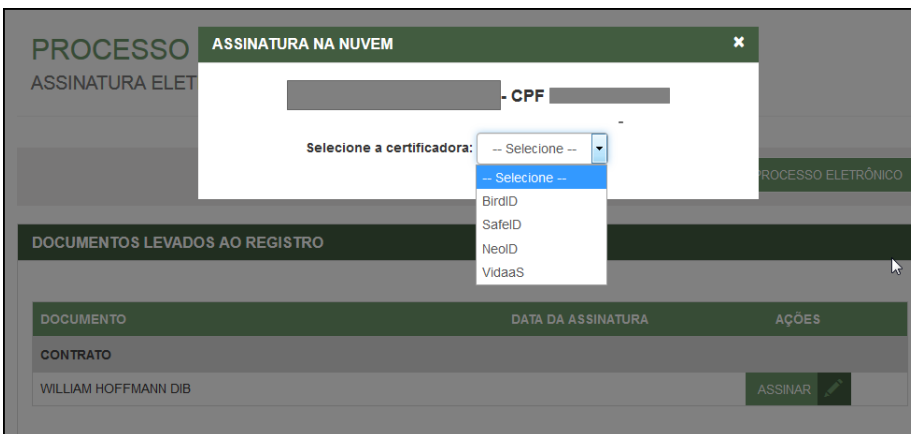 PROCESSO
ASSINATURA ELET
ASSINATURA NA NUVEM ×
- CPF
-
Selecione a certificadora: -- Selecione --
-- Selecione --
BirdID
SafeID
NeoID
VidaaS
PROCESSO ELETRÔNICO
DOCUMENTOS LEVADOS AO REGISTRO
DOCUMENTO DATA DA ASSINATURA AÇÕES
CONTRATO
WILLIAM HOFFMANN DIB ASSINAR